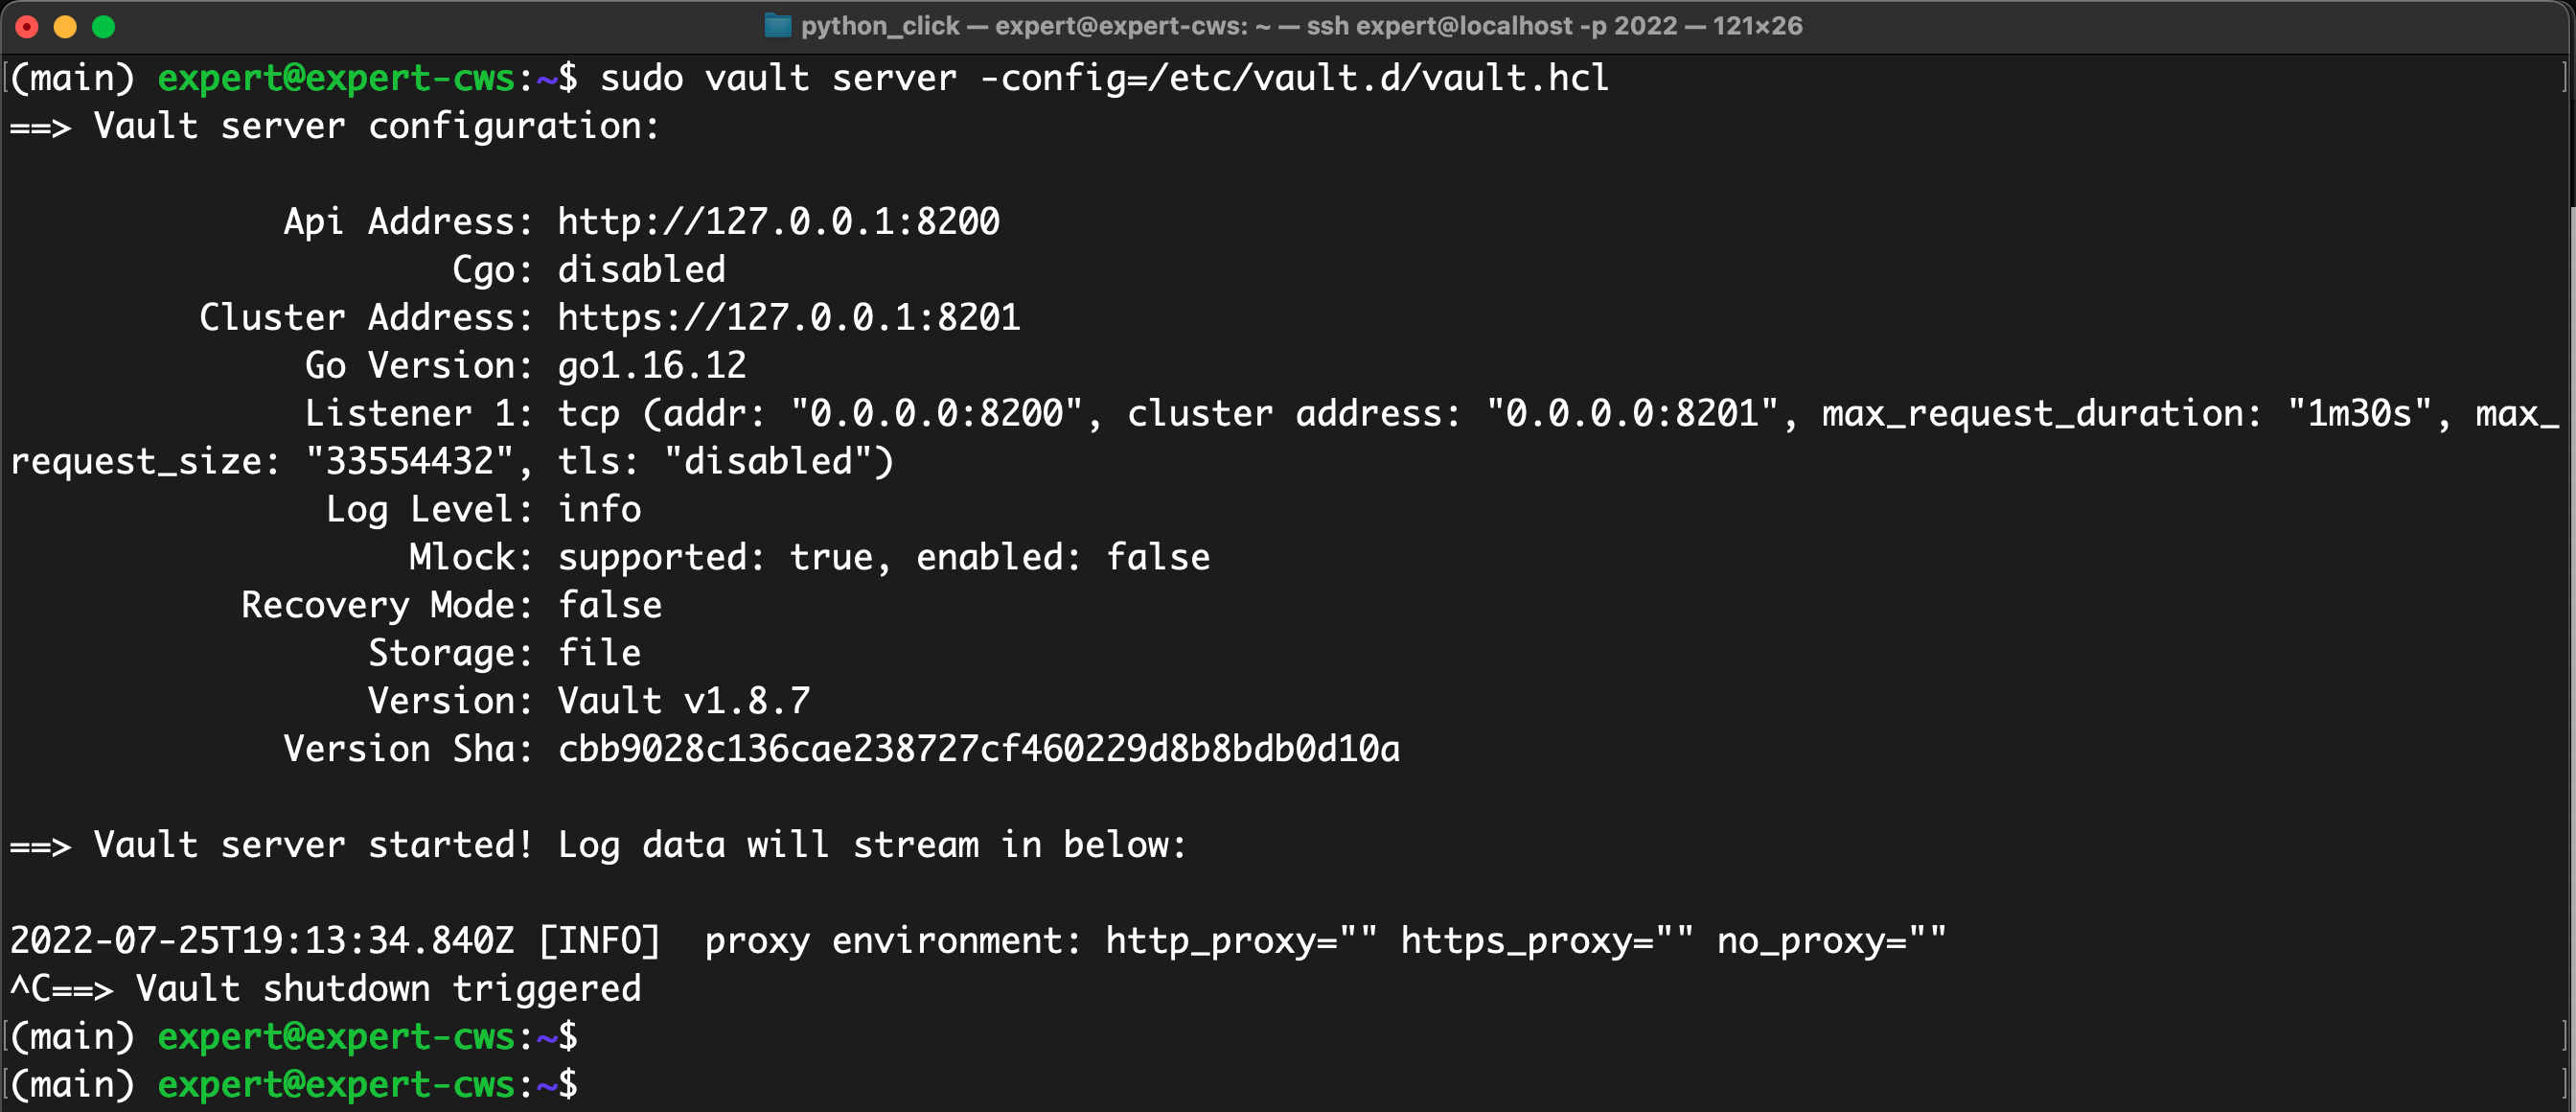 python_click — expert@expert-cws: ~ — ssh expert@localhost -p 2022 — 121×26
(main) expert@expert-cws:~$ sudo vault server -config=/etc/vault.d/vault.hcl
==> Vault server configuration:
Api Address: http://127.0.0.1:8200
Cgo: disabled
Cluster Address: https://127.0.0.1:8201
Go Version: go1.16.12
Listener 1: tcp (addr: "0.0.0.0:8200", cluster address: "0.0.0.0:8201", max_request_duration: "1m30s", max_
request_size: "33554432", tls: "disabled")
Log Level: info
Mlock: supported: true, enabled: false
Recovery Mode: false
Storage: file
Version: Vault v1.8.7
Version Sha: cbb9028c136cae238727cf460229d8b8bdb0d10a
==> Vault server started! Log data will stream in below:
2022-07-25T19:13:34.840Z [INFO]  proxy environment: http_proxy="" https_proxy="" no_proxy=""
^C==> Vault shutdown triggered
(main) expert@expert-cws:~$
(main) expert@expert-cws:~$